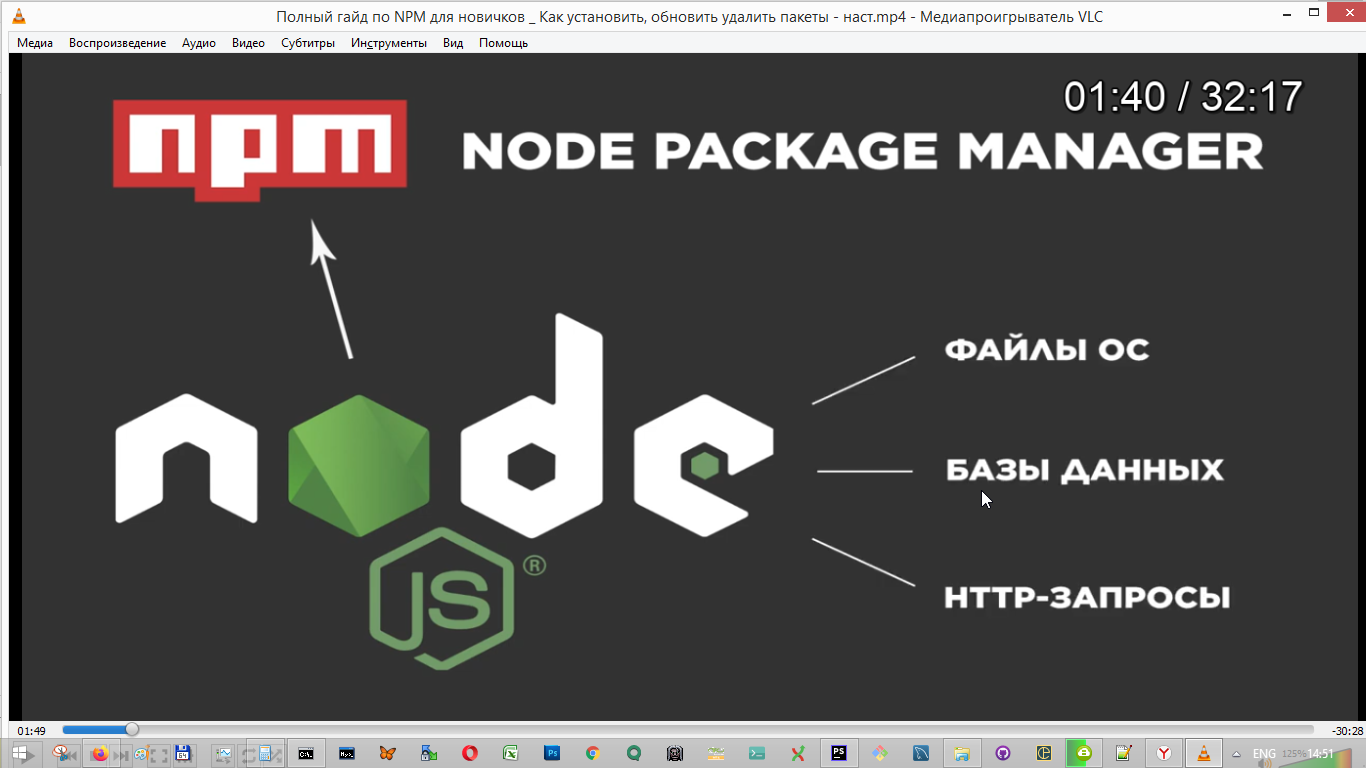 Полный гайд по NPM для новичков _ Как установить, обновить удалить пакеты - наст.mp4 - Медиапроигрыватель VLC
Медиа Воспроизведение Аудио Видео Субтитры Инструменты Вид Помощь
01:40 / 32:17
npm NODE PACKAGE MANAGER
node
JS ®
ФАЙЛЫ ОС
БАЗЫ ДАННЫХ
HTTP-ЗАПРОСЫ
01:49 -30:28
ENG 125% 14:51